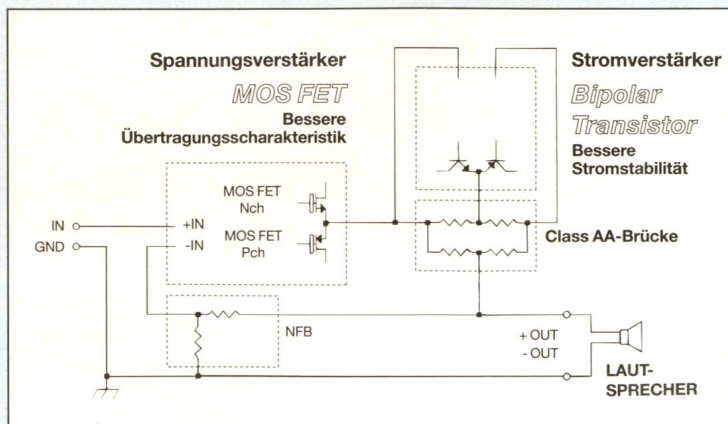 Spannungsverstärker
MOS FET
Bessere
Übertragungsscharakteristik
Stromverstärker
Bipolar
Transistor
Bessere
Stromstabilität
MOS FET
Nch
MOS FET
Pch
IN
GND
+IN
-IN
Class AA-Brücke
NFB
+ OUT
- OUT
LAUT-
SPRECHER